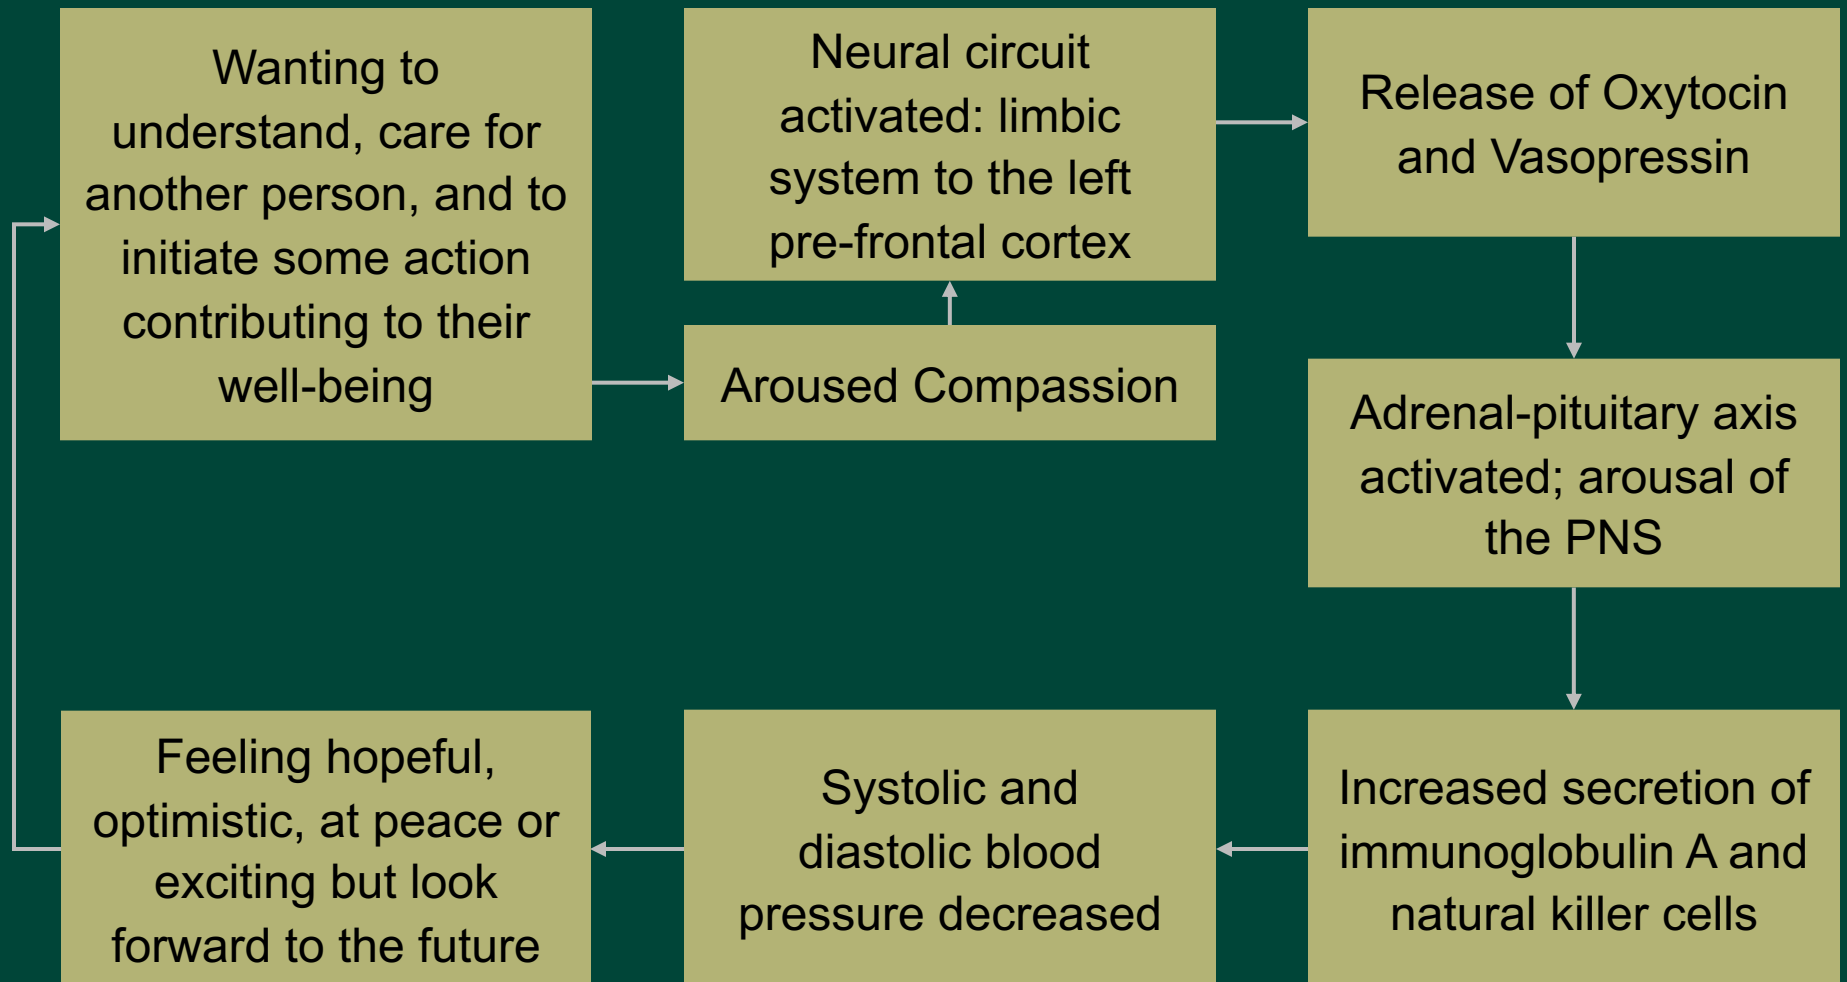 Wanting to
understand, care for
another person, and to
initiate some action
contributing to their
well-being
Aroused Compassion
Neural circuit
activated: limbic
system to the left
pre-frontal cortex
Release of Oxytocin
and Vasopressin
Adrenal-pituitary axis
activated; arousal of
the PNS
Increased secretion of
immunoglobulin A and
natural killer cells
Systolic and
diastolic blood
pressure decreased
Feeling hopeful,
optimistic, at peace or
exciting but look
forward to the future